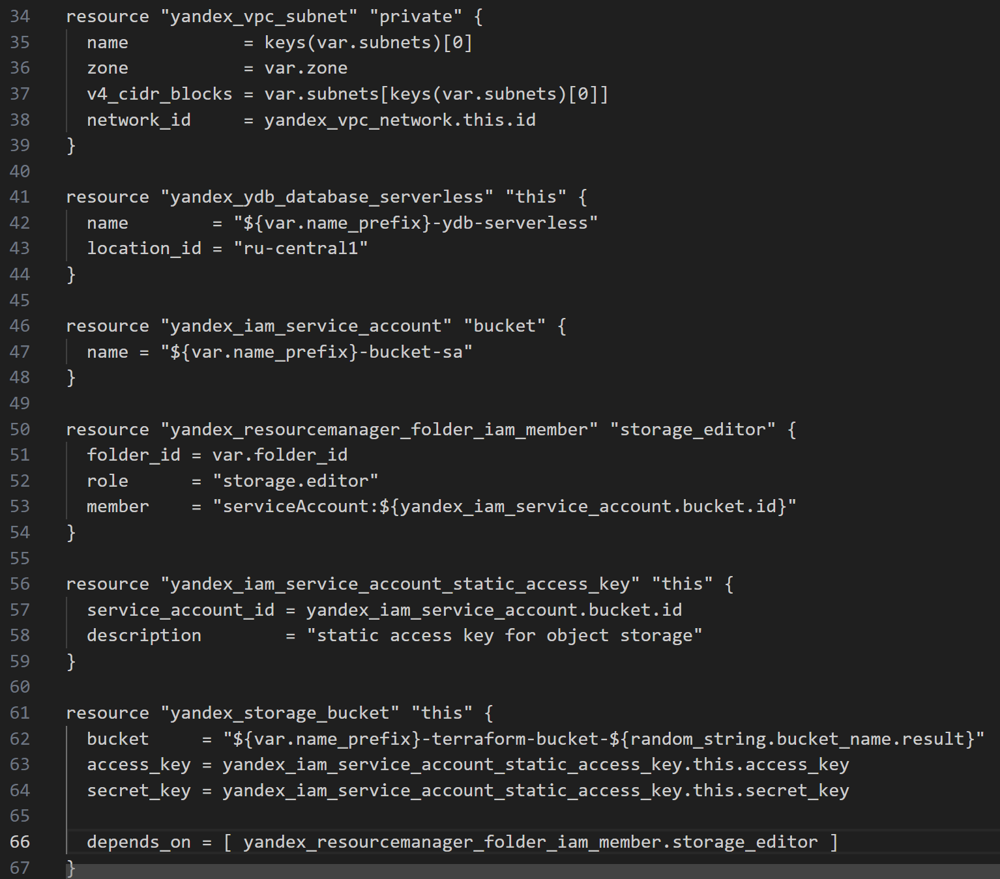 34 resource "yandex_vpc_subnet" "private" {
35   name           = keys(var.subnets)[0]
36   zone           = var.zone
37   v4_cidr_blocks = var.subnets[keys(var.subnets)[0]]
38   network_id     = yandex_vpc_network.this.id
39 }
40
41 resource "yandex_ydb_database_serverless" "this" {
42   name        = "${var.name_prefix}-ydb-serverless"
43   location_id = "ru-central1"
44 }
45
46 resource "yandex_iam_service_account" "bucket" {
47   name = "${var.name_prefix}-bucket-sa"
48 }
49
50 resource "yandex_resourcemanager_folder_iam_member" "storage_editor" {
51   folder_id = var.folder_id
52   role      = "storage.editor"
53   member    = "serviceAccount:${yandex_iam_service_account.bucket.id}"
54 }
55
56 resource "yandex_iam_service_account_static_access_key" "this" {
57   service_account_id = yandex_iam_service_account.bucket.id
58   description        = "static access key for object storage"
59 }
60
61 resource "yandex_storage_bucket" "this" {
62   bucket     = "${var.name_prefix}-terraform-bucket-${random_string.bucket_name.result}"
63   access_key = yandex_iam_service_account_static_access_key.this.access_key
64   secret_key = yandex_iam_service_account_static_access_key.this.secret_key
65
66   depends_on = [ yandex_resourcemanager_folder_iam_member.storage_editor ]
67 }